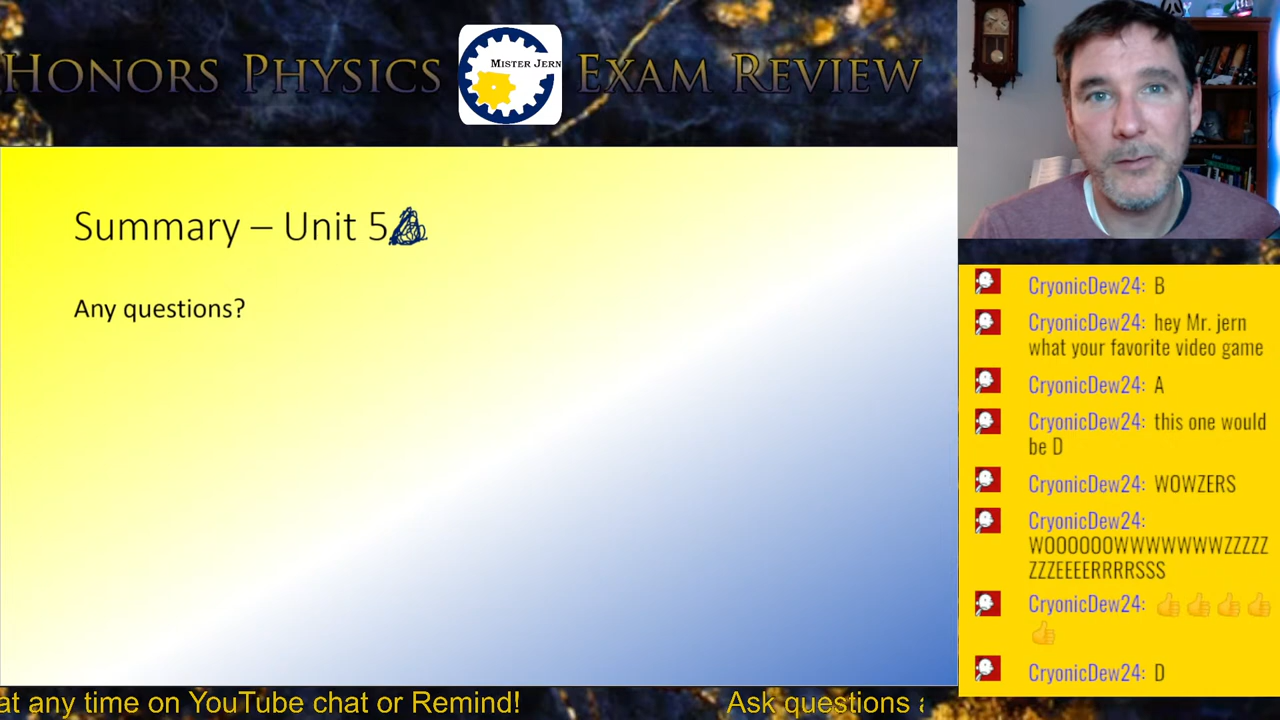 HONORS PHYSICS
MISTER JERN
EXAM REVIEW
Summary – Unit 5
Any questions?
CryonicDew24: B
CryonicDew24: hey Mr. jern
what your favorite video game
CryonicDew24: A
CryonicDew24: this one would
be D
CryonicDew24: WOWZERS
CryonicDew24:
WOOOOOOWWWWWWWZZZZZ
ZZZEEEERRRRSSS
CryonicDew24: 👍👍👍👍
👍
CryonicDew24: D
at any time on YouTube chat or Remind!
Ask questions a